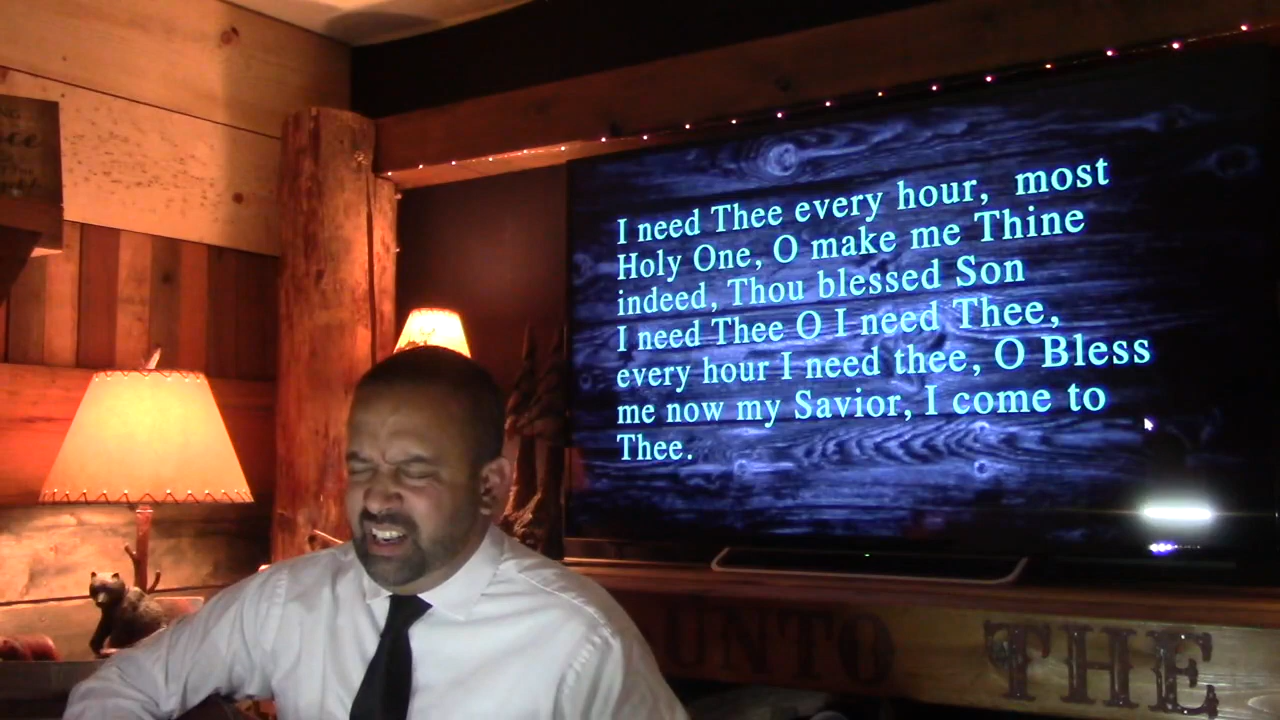 I need Thee every hour, most
Holy One, O make me Thine
indeed, Thou blessed Son
I need Thee O I need Thee,
every hour I need thee, O Bless
me now my Savior, I come to
Thee.
UNTO THE